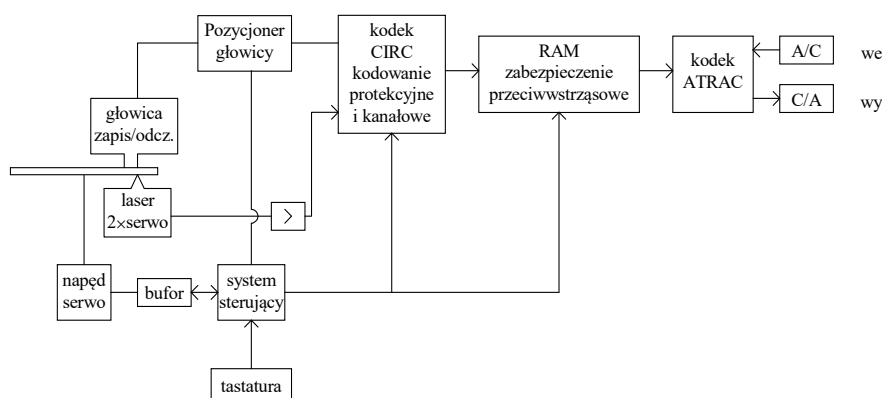 Pozycjoner
głowicy
kodek
CIRC
kodowanie
protekcyjne
i kanałowe
RAM
zabezpieczenie
przeciwwstrząsowe
kodek
ATRAC
A/C
we
C/A
wy
głowica
zapis/odcz.
laser
2×serwo
>
napęd
serwo
bufor
system
sterujący
tastatura